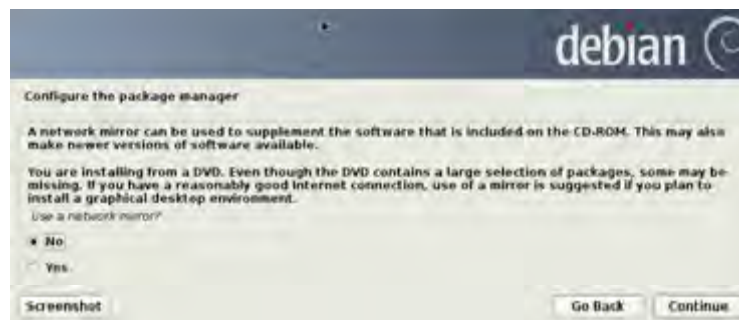 debian
Configure the package manager
A network mirror can be used to supplement the software that is included on the CD-ROM. This may also
make newer versions of software available.
You are installing from a DVD. Even though the DVD contains a large selection of packages, some may be
missing. If you have a reasonably good Internet connection, use of a mirror is suggested if you plan to
install a graphical desktop environment.
Use a network mirror?
No
Yes
Screenshot
Go Back
Continue